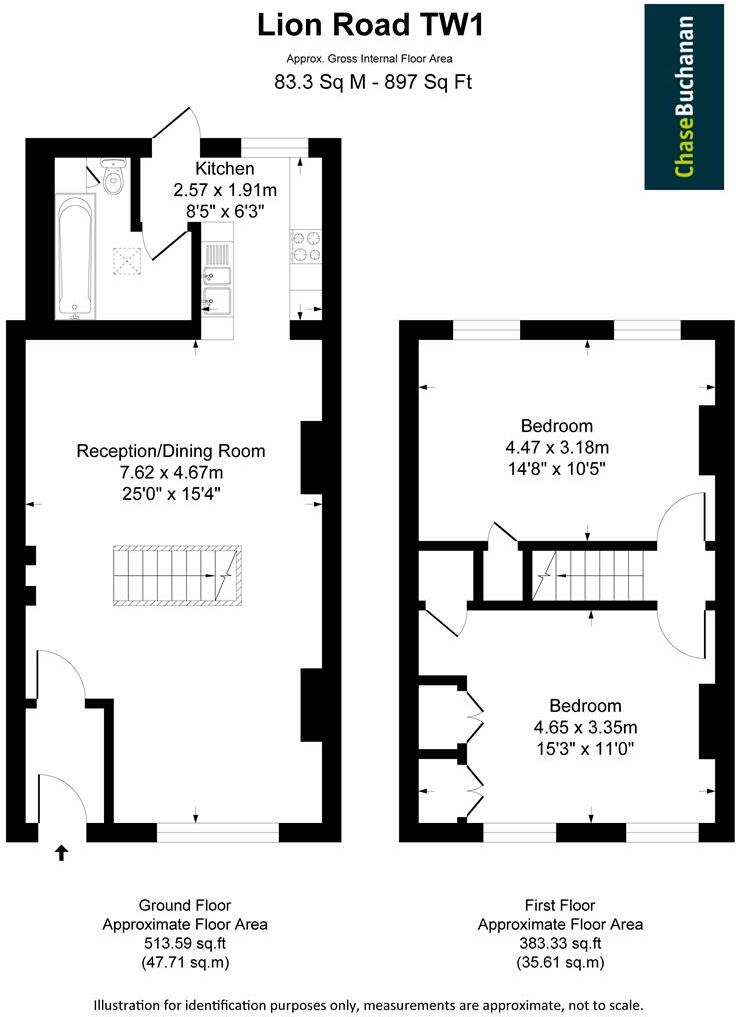 Lion Road TW1
Approx. Gross Internal Floor Area
83.3 Sq M - 897 Sq Ft
ChaseBuchanan
Kitchen
2.57 x 1.91m
8'5" x 6'3"
Reception/Dining Room
7.62 x 4.67m
25'0" x 15'4"
Bedroom
4.47 x 3.18m
14'8" x 10'5"
Bedroom
4.65 x 3.35m
15'3" x 11'0"
Ground Floor
Approximate Floor Area
513.59 sq.ft
(47.71 sq.m)
First Floor
Approximate Floor Area
383.33 sq.ft
(35.61 sq.m)
Illustration for identification purposes only, measurements are approximate, not to scale.